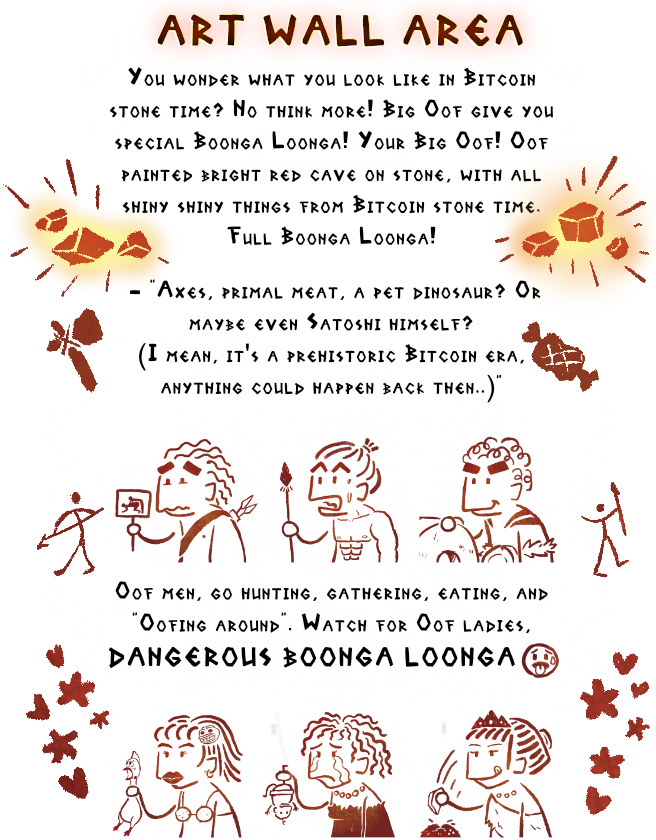 ART WALL AREA
You wonder what you look like in Bitcoin
stone time? No think more! Big Oof give you
special Boonga Loonga! Your Big Oof! Oof
painted bright red cave on stone, with all
shiny shiny things from Bitcoin stone time.
Full Boonga Loonga!
- "Axes, primal meat, a pet dinosaur? Or
maybe even Satoshi himself?
(I mean, it's a prehistoric Bitcoin era,
anything could happen back then..)"
Oof men, go hunting, gathering, eating, and
"Oofing around". Watch for Oof ladies,
DANGEROUS BOONGA LOONGA